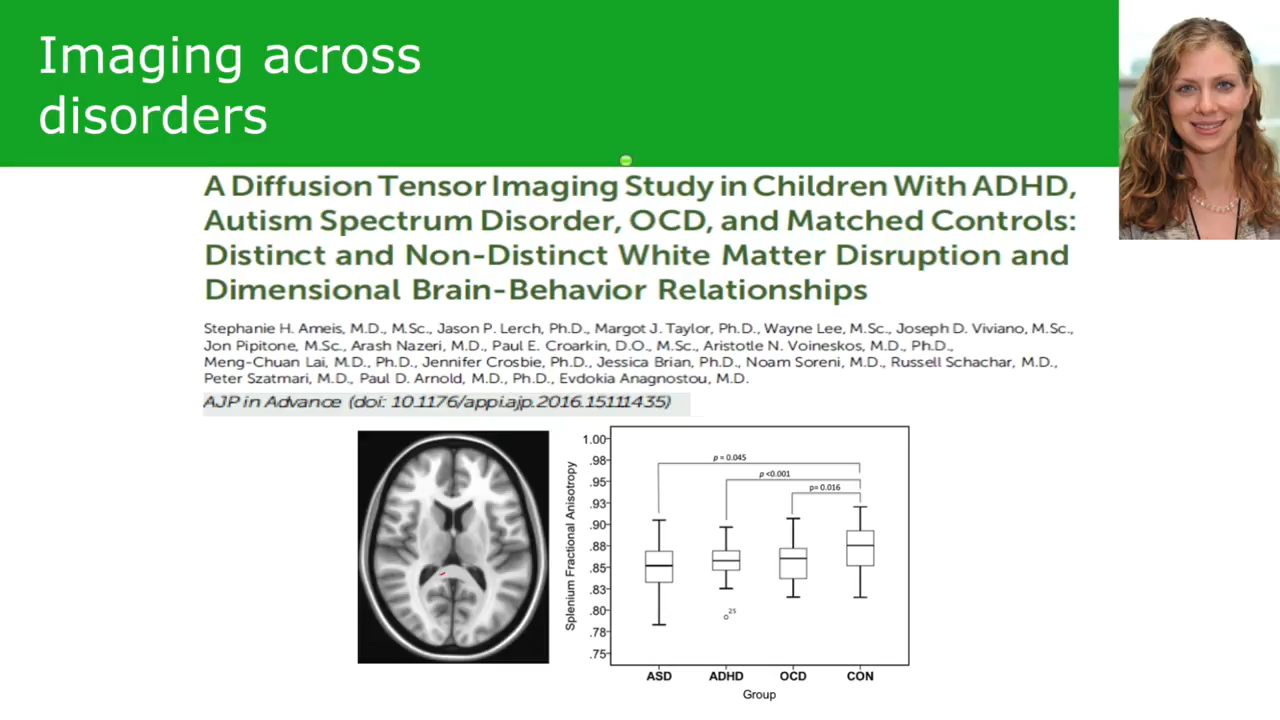 Imaging across
disorders
A Diffusion Tensor Imaging Study in Children With ADHD,
Autism Spectrum Disorder, OCD, and Matched Controls:
Distinct and Non-Distinct White Matter Disruption and
Dimensional Brain-Behavior Relationships
Stephanie H. Ameis, M.D., M.Sc., Jason P. Lerch, Ph.D., Margot J. Taylor, Ph.D., Wayne Lee, M.Sc., Joseph D. Viviano, M.Sc.,
Jon Pipitone, M.Sc., Arash Nazeri, M.D., Paul E. Croarkin, D.O., M.Sc., Aristotle N. Voineskos, M.D., Ph.D.,
Meng-Chuan Lai, M.D., Ph.D., Jennifer Crosbie, Ph.D., Jessica Brian, Ph.D., Noam Soreni, M.D., Russell Schachar, M.D.,
Peter Szatmari, M.D., Paul D. Arnold, M.D., Ph.D., Evdokia Anagnostou, M.D.
AJP in Advance (doi: 10.1176/appi.ajp.2016.15111435)
Splenium Fractional Anisotropy
1.00
.98
.95
.93
.90
.88
.85
.83
.80
.78
.75
p = 0.045
p <0.001
p= 0.016
25
ASD ADHD OCD CON
Group